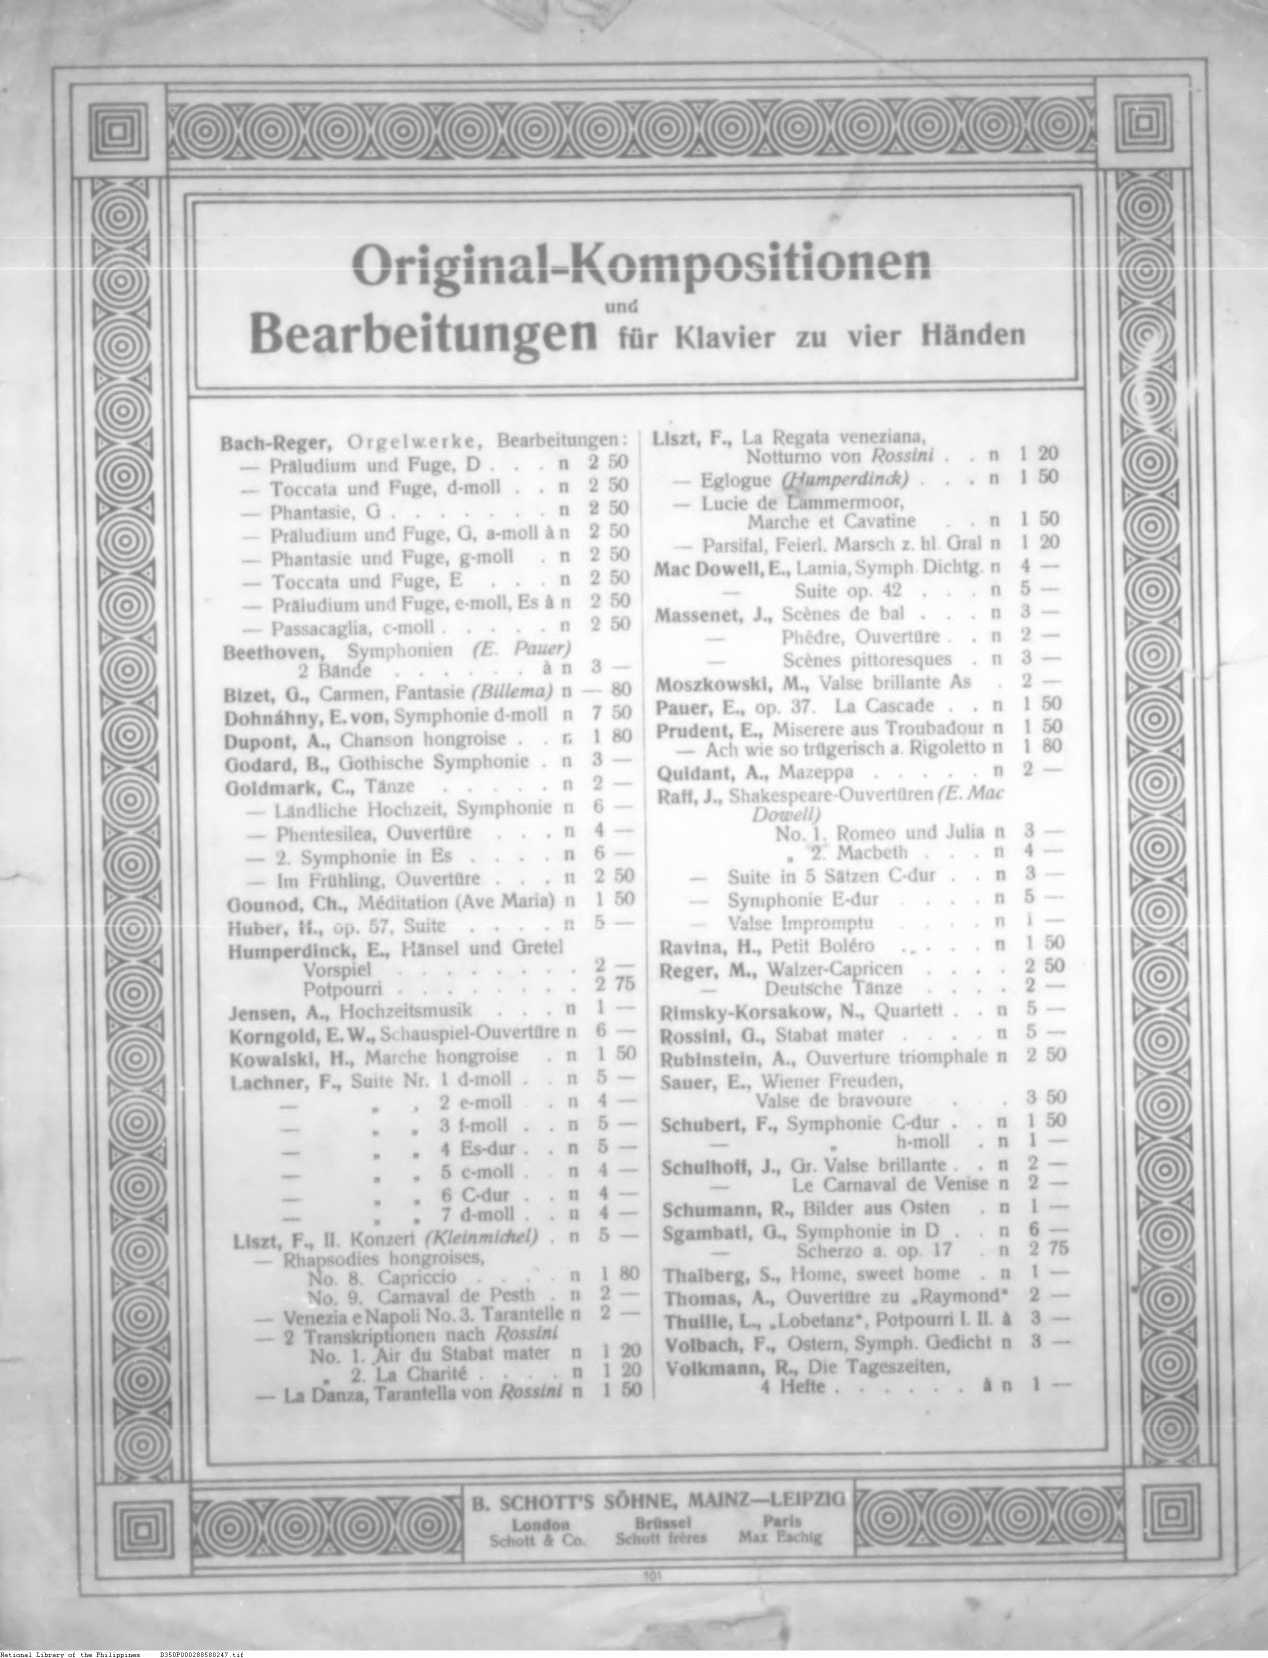 Original-Kompositionen
und
Bearbeitungen für Klavier zu vier Händen
Bach-Reger, Orgelwerke, Bearbeitungen:
— Präludium und Fuge, D . . . n 2 50
— Toccata und Fuge, d-moll . . n 2 50
— Phantasie, G . . . . . . . n 2 50
— Präludium und Fuge, G, a-moll à n 2 50
— Phantasie und Fuge, g-moll . n 2 50
— Toccata und Fuge, E . . . n 2 50
— Präludium und Fuge, e-moll, Es à n 2 50
— Passacaglia, c-moll . . . . . n 2 50
Beethoven, Symphonien (E. Pauer)
2 Bände . . . . . . à n 3 —
Bizet, G., Carmen, Fantasie (Billema) n — 80
Dohnáhny, E. von, Symphonie d-moll n 7 50
Dupont, A., Chanson hongroise . . n 1 80
Godard, B., Gothische Symphonie . n 3 —
Goldmark, C., Tänze . . . . . n 2 —
— Ländliche Hochzeit, Symphonie n 6 —
— Phentesilea, Ouvertüre . . . n 4 —
— 2. Symphonie in Es . . . . n 6 —
— Im Frühling, Ouvertüre . . . n 2 50
Gounod, Ch., Méditation (Ave Maria) n 1 50
Huber, H., op. 57, Suite . . . . n 5 —
Humperdinck, E., Hänsel und Gretel
Vorspiel . . . . . . . . 2 —
Potpourri . . . . . . . . 2 75
Jensen, A., Hochzeitsmusik . . . n 1 —
Korngold, E. W., Schauspiel-Ouvertüre n 6 —
Kowalski, H., Marche hongroise . n 1 50
Lachner, F., Suite Nr. 1 d-moll . . n 5 —
— „ „ 2 e-moll . n 4 —
— „ „ 3 f-moll . . n 5 —
— „ „ 4 Es-dur . . n 5 —
— „ „ 5 c-moll . n 4 —
— „ „ 6 C-dur . . n 4 —
— „ „ 7 d-moll . . n 4 —
Liszt, F., II. Konzert (Kleinmichel) . n 5 —
— Rhapsodies hongroises,
No. 8. Capriccio . . . . n 1 80
No. 9. Carnaval de Pesth . n 2 —
— Venezia e Napoli No. 3. Tarantelle n 2 —
— 2 Transkriptionen nach Rossini
No. 1. Air du Stabat mater n 1 20
„ 2. La Charité . . . . n 1 20
— La Danza, Tarantella von Rossini n 1 50
Liszt, F., La Regata veneziana,
Notturno von Rossini . . n 1 20
— Eglogue (Humperdinck) . . . n 1 50
— Lucie de Lammermoor,
Marche et Cavatine . . n 1 50
— Parsifal, Feierl. Marsch z. hl. Gral n 1 20
Mac Dowell, E., Lamia, Symph. Dichtg. n 4 —
— Suite op. 42 . . . n 5 —
Massenet, J., Scènes de bal . . . n 3 —
— Phèdre, Ouvertüre . . n 2 —
— Scènes pittoresques . n 3 —
Moszkowski, M., Valse brillante As . 2 —
Pauer, E., op. 37. La Cascade . . n 1 50
Prudent, E., Miserere aus Troubadour n 1 50
— Ach wie so trügerisch a. Rigoletto n 1 80
Quidant, A., Mazeppa . . . . . n 2 —
Raff, J., Shakespeare-Ouvertüren (E. Mac
Dowell)
No. 1. Romeo und Julia n 3 —
„ 2. Macbeth . . . n 4 —
— Suite in 5 Sätzen C-dur . . n 3 —
— Symphonie E-dur . . . . n 5 —
— Valse Impromptu . . . . n 1 —
Ravina, H., Petit Boléro . . . . . n 1 50
Reger, M., Walzer-Capricen . . . . 2 50
— Deutsche Tänze . . . . 2 —
Rimsky-Korsakow, N., Quartett . . n 5 —
Rossini, G., Stabat mater . . . . n 5 —
Rubinstein, A., Ouverture triomphale n 2 50
Sauer, E., Wiener Freuden,
Valse de bravoure . . 3 50
Schubert, F., Symphonie C-dur . . n 1 50
— „ h-moll . n 1 —
Schulhoff, J., Gr. Valse brillante . . n 2 —
— Le Carnaval de Venise n 2 —
Schumann, R., Bilder aus Osten . n 1 —
Sgambati, G., Symphonie in D . . n 6 —
— Scherzo a. op. 17 . n 2 75
Thalberg, S., Home, sweet home . n 1 —
Thomas, A., Ouvertüre zu „Raymond“ 2 —
Thuille, L., „Lobetanz“, Potpourri I. II. à 3 —
Volbach, F., Ostern, Symph. Gedicht n 3 —
Volkmann, R., Die Tageszeiten,
4 Hefte . . . . . . à n 1 —
B. SCHOTT'S SÖHNE, MAINZ—LEIPZIG
London Brüssel Paris
Schott & Co. Schott frères Max Eschig
101
National Library of the Philippines D350P000288580247.tif